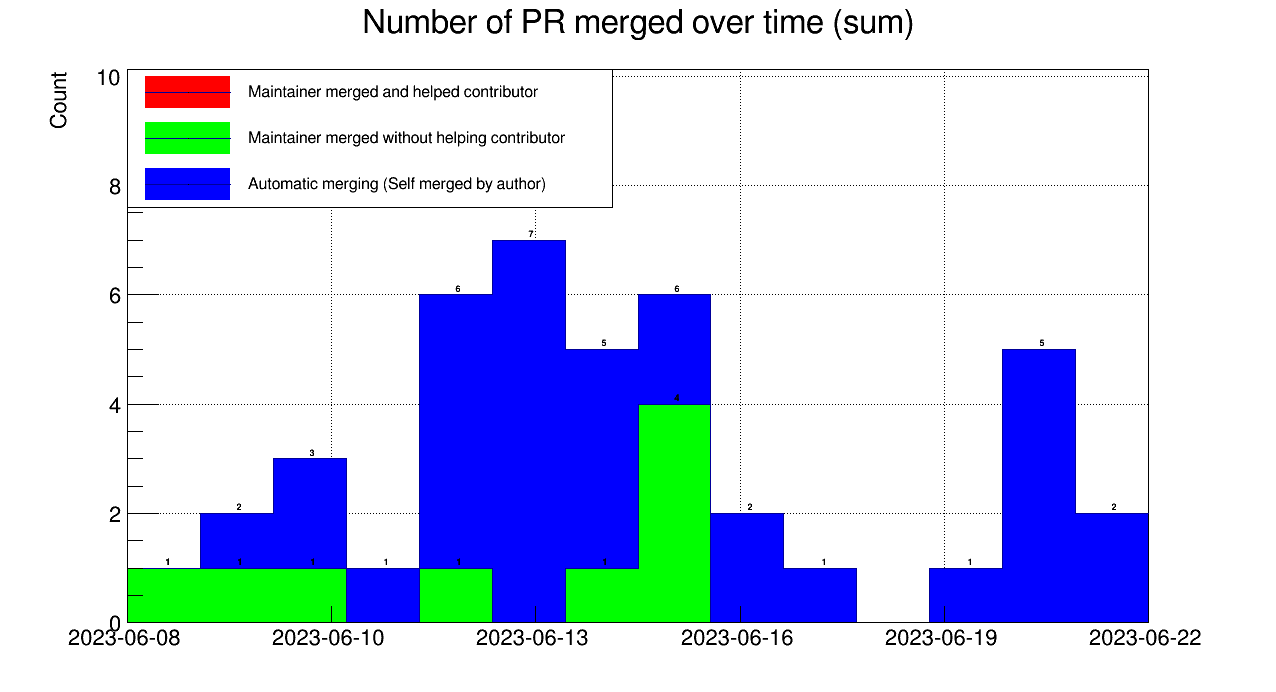 Number of PR merged over time (sum)
Count
10
8
6
4
2
0
Maintainer merged and helped contributor
Maintainer merged without helping contributor
Automatic merging (Self merged by author)
7
6 6
5 5
4
3
2 2 2
1 1 1 1 1 1 1 1
2023-06-08 2023-06-10 2023-06-13 2023-06-16 2023-06-19 2023-06-22